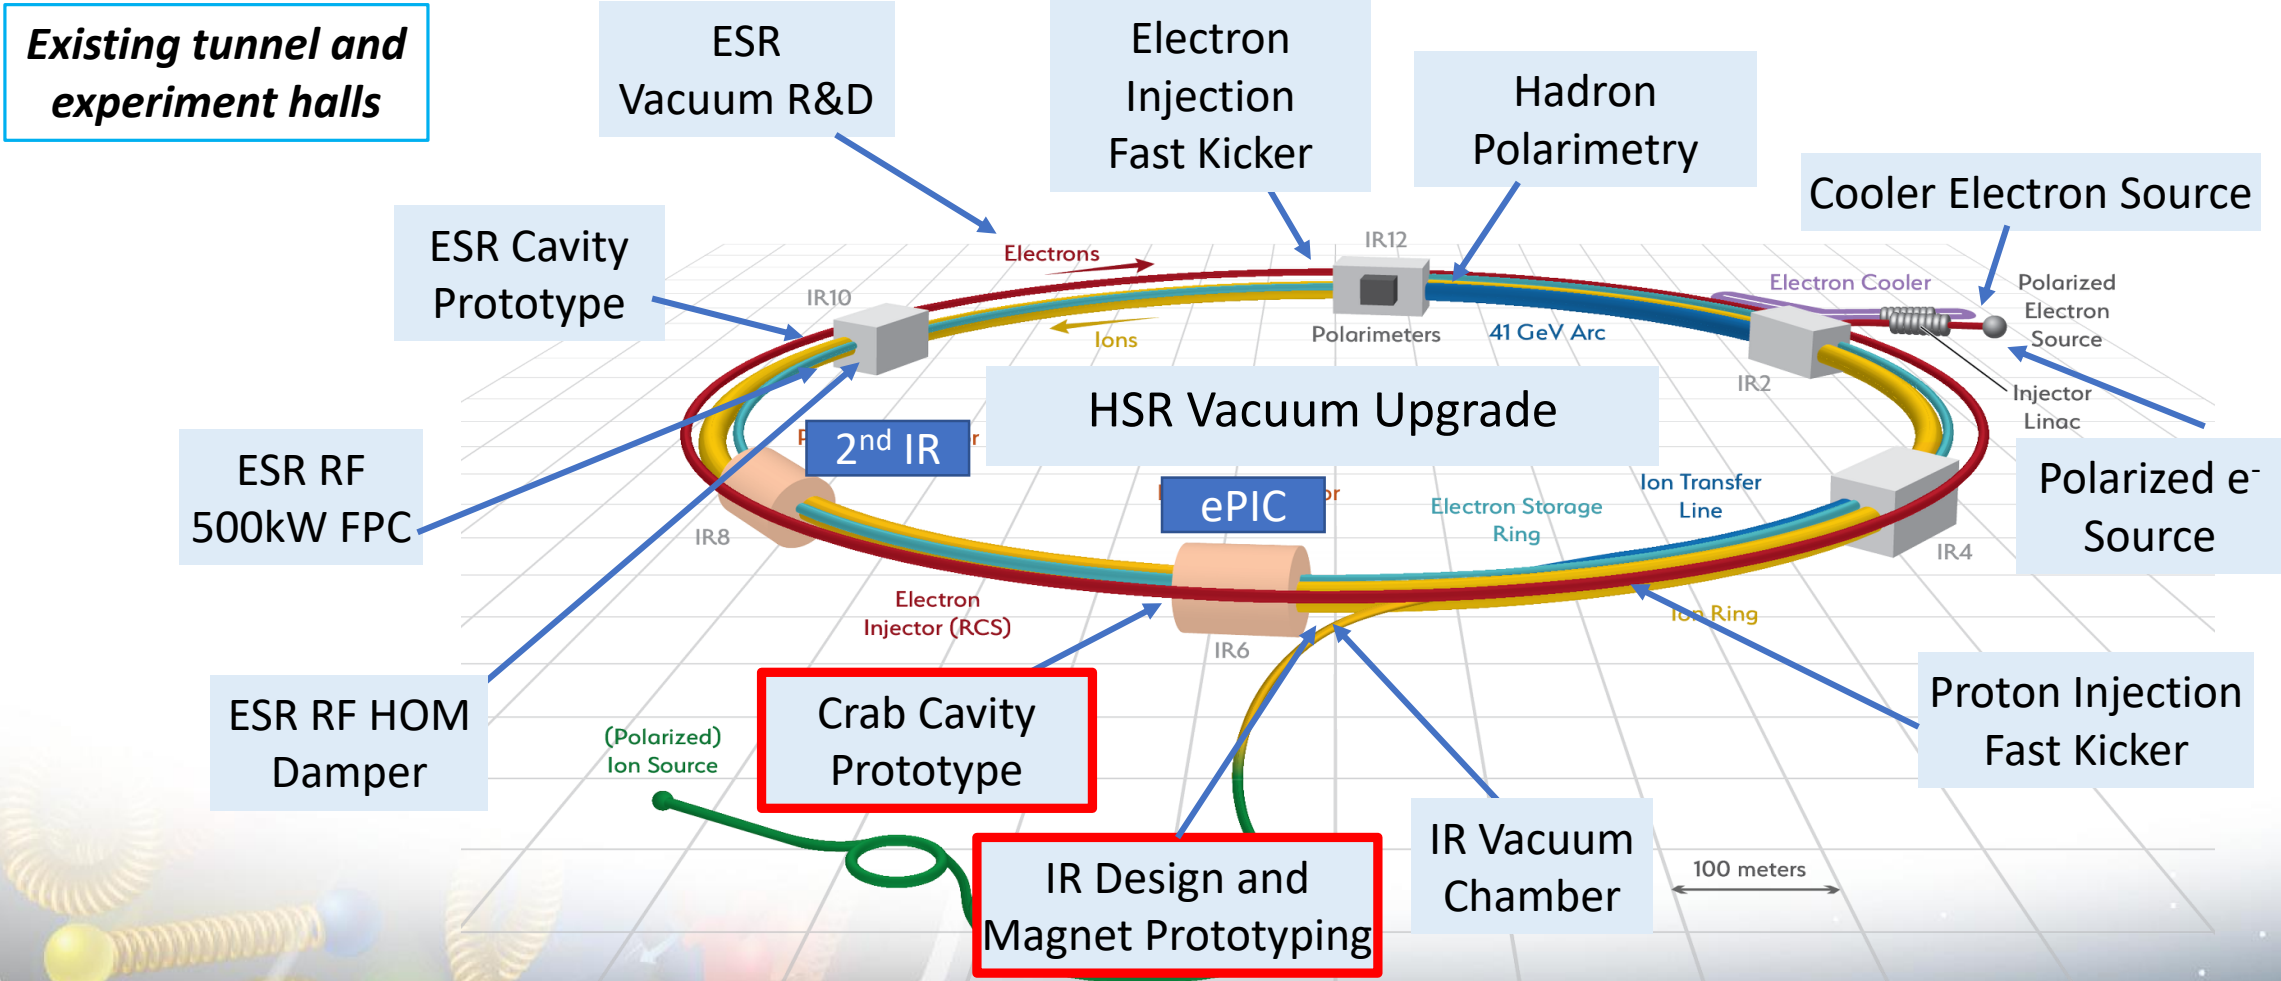 Existing tunnel and
experiment halls
ESR
Vacuum R&D
Electron
Injection
Fast Kicker
Hadron
Polarimetry
Cooler Electron Source
ESR Cavity
Prototype
Electrons
IR12
IR10
Ions
Polarimeters
41 GeV Arc
Electron Cooler
Polarized
Electron
Source
IR2
Injector
Linac
HSR Vacuum Upgrade
2nd IR
ePIC
ESR RF
500kW FPC
Polarized e-
Source
Ion Transfer
Line
Electron Storage
Ring
IR8
IR4
Electron
Injector (RCS)
IR6
Ion Ring
ESR RF HOM
Damper
(Polarized)
Ion Source
Crab Cavity
Prototype
Proton Injection
Fast Kicker
IR Design and
Magnet Prototyping
IR Vacuum
Chamber
100 meters